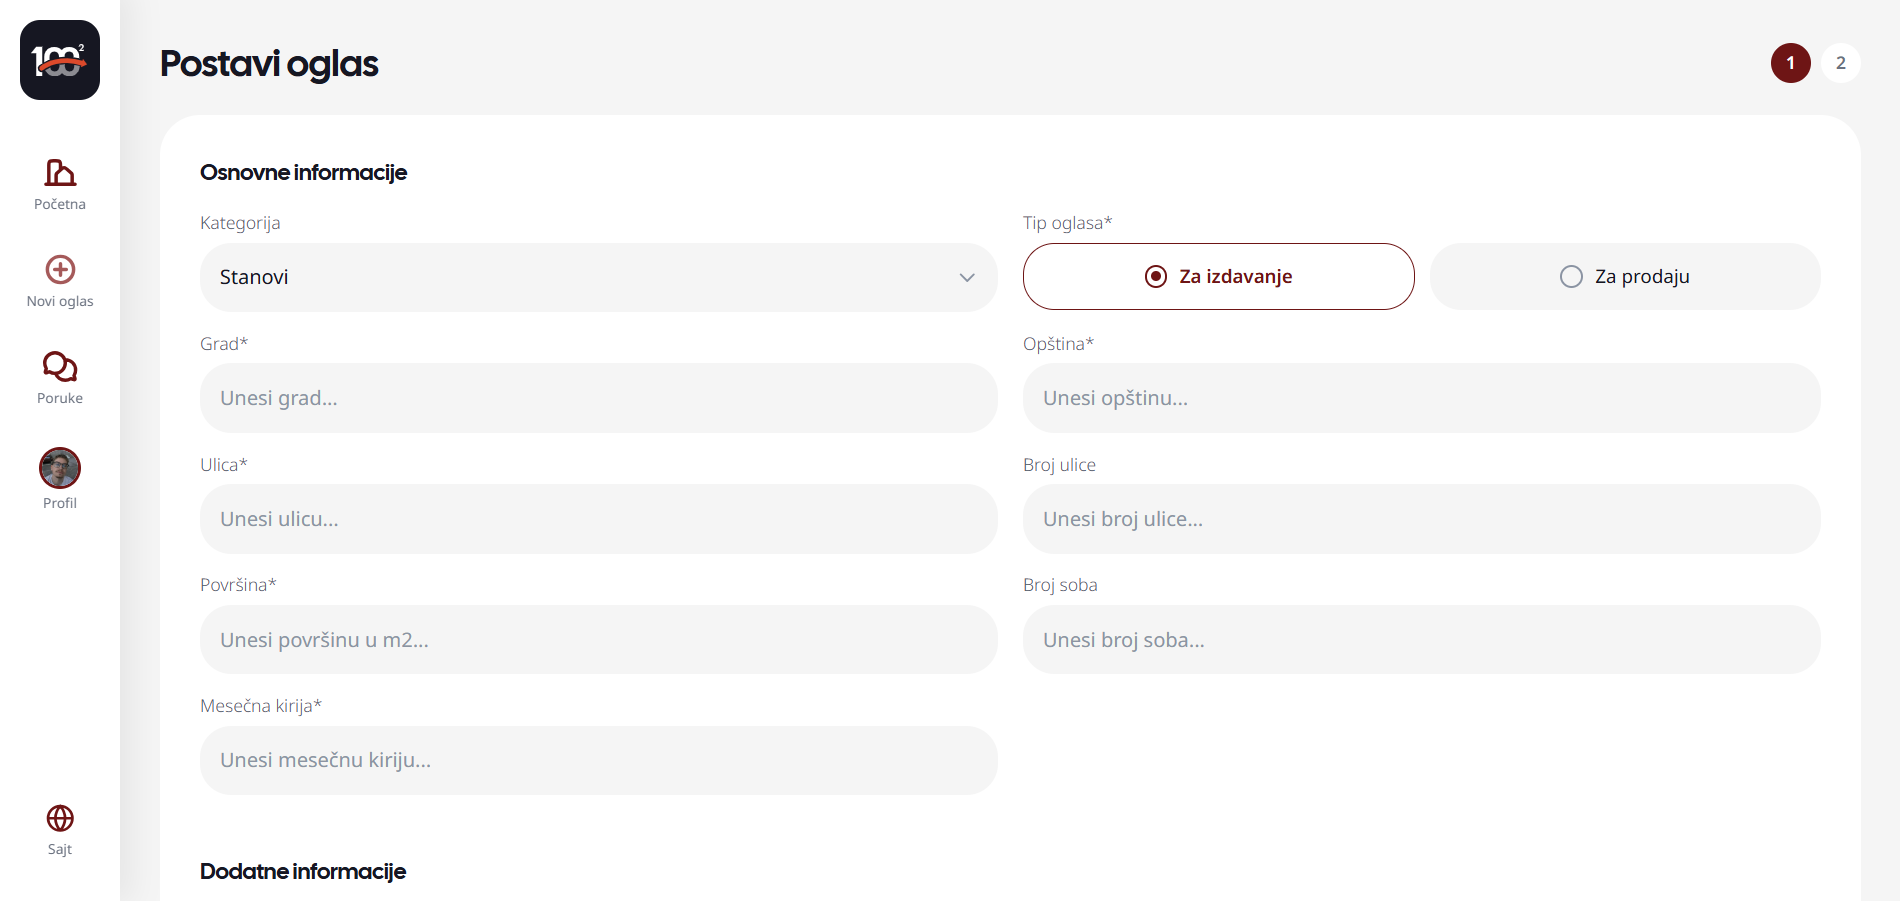 100²
Postavi oglas
1
2
Početna
Novi oglas
Poruke
Profil
Sajt
Osnovne informacije
Kategorija
Stanovi
Tip oglasa*
Za izdavanje
Za prodaju
Grad*
Unesi grad...
Opština*
Unesi opštinu...
Ulica*
Unesi ulicu...
Broj ulice
Unesi broj ulice...
Površina*
Unesi površinu u m2...
Broj soba
Unesi broj soba...
Mesečna kirija*
Unesi mesečnu kiriju...
Dodatne informacije